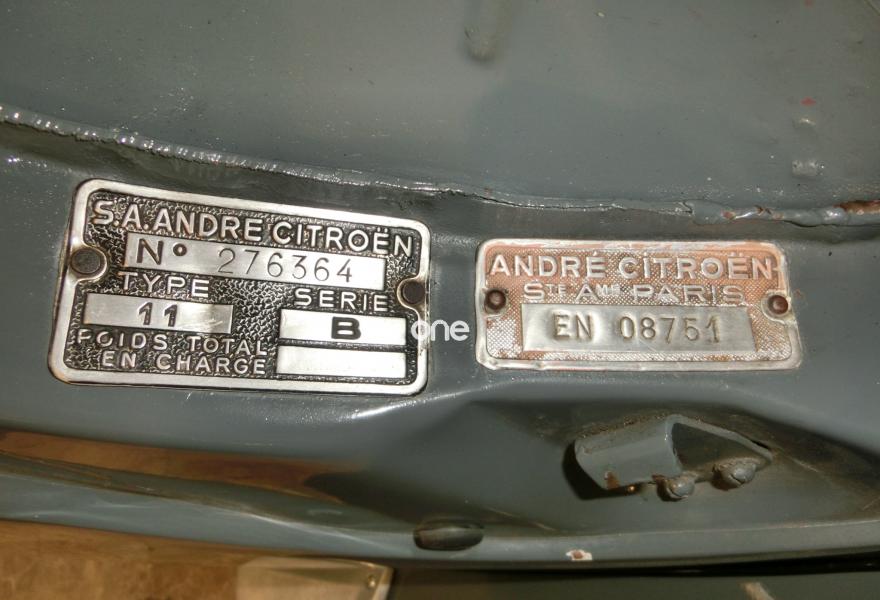 S.A. ANDRE CITROËN
N° 276364
TYPE
11
SERIE
B
POIDS TOTAL
EN CHARGE
one
ANDRÉ CITROËN
STE AME PARIS
EN 08751